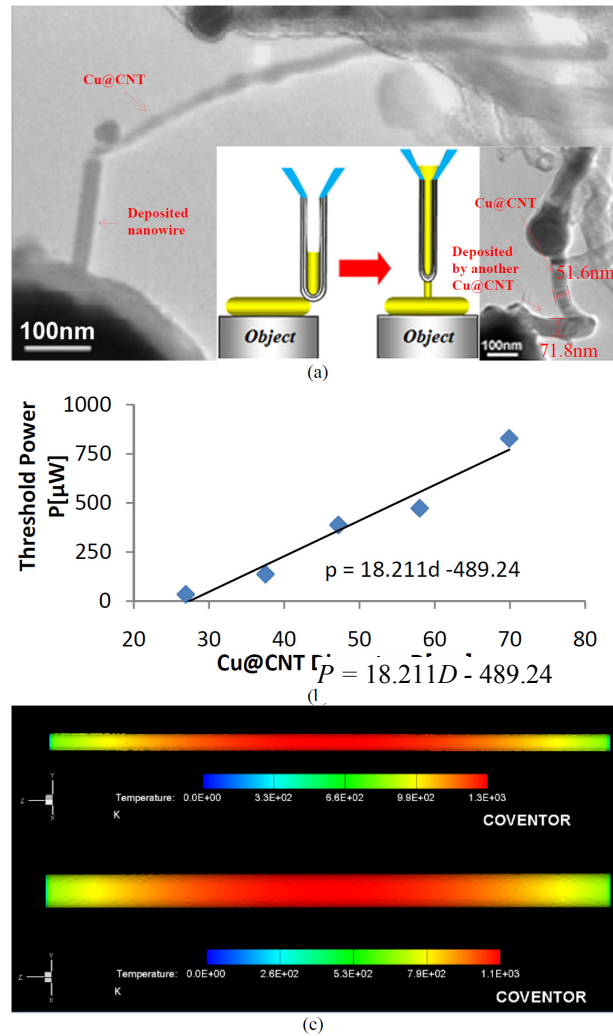 Cu@CNT
Deposited
nanowire
100nm
Object
Object
Cu@CNT
Deposited
by another
Cu@CNT
51.6nm
71.8nm
100nm
(a)
1000
750
500
250
0
Threshold Power
P[μW]
p = 18.211d -489.24
20 30 40 50 60 70 80
Cu@CNT
P = 18.211D - 489.24
Y
Z
X
Temperature: 0.0E+00 3.3E+02 6.6E+02 9.9E+02 1.3E+03
K
COVENTOR
Y
Z
X
Temperature: 0.0E+00 2.6E+02 5.3E+02 7.9E+02 1.1E+03
K
COVENTOR
(c)